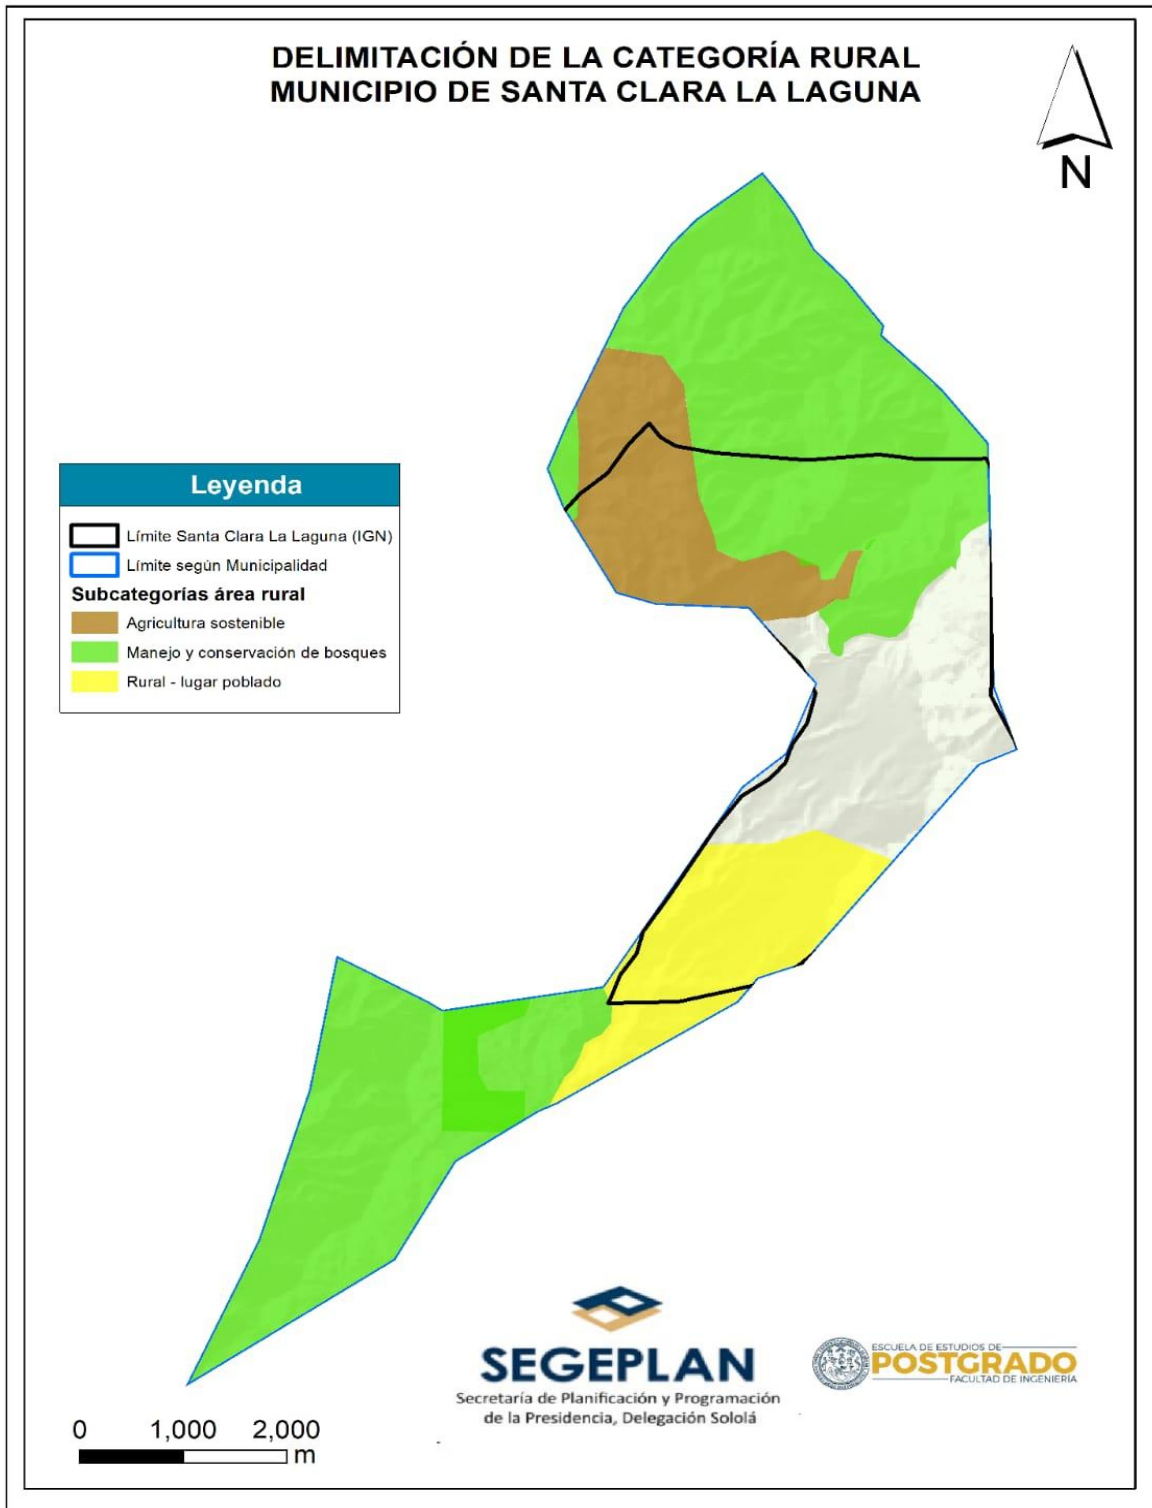 DELIMITACIÓN DE LA CATEGORÍA RURAL
MUNICIPIO DE SANTA CLARA LA LAGUNA
N
Leyenda
Límite Santa Clara La Laguna (IGN)
Límite según Municipalidad
Subcategorías área rural
Agricultura sostenible
Manejo y conservación de bosques
Rural - lugar poblado
SEGEPLAN
Secretaría de Planificación y Programación
de la Presidencia, Delegación Sololá
ESCUELA DE ESTUDIOS DE
POSTGRADO
FACULTAD DE INGENIERÍA
0 1,000 2,000
m